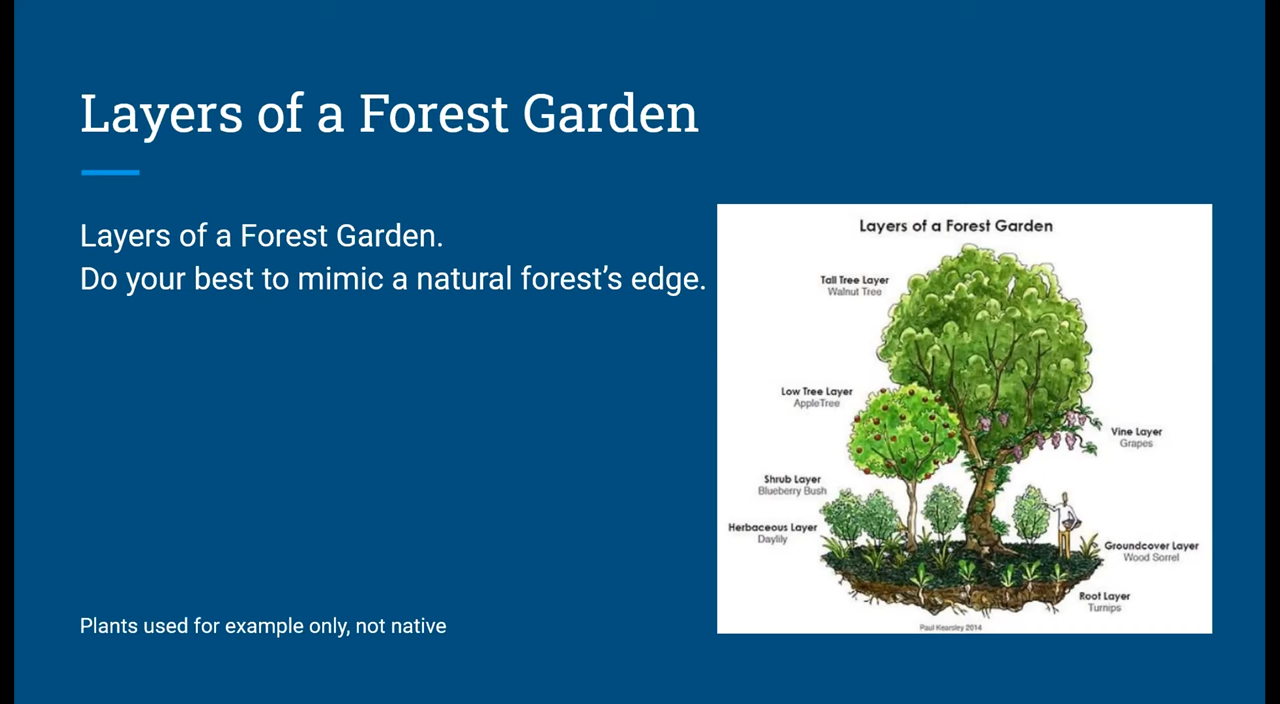 Layers of a Forest Garden
Layers of a Forest Garden.
Do your best to mimic a natural forest’s edge.
Layers of a Forest Garden
Tall Tree Layer
Walnut Tree
Low Tree Layer
AppleTree
Vine Layer
Grapes
Shrub Layer
Blueberry Bush
Herbaceous Layer
Daylily
Groundcover Layer
Wood Sorrel
Root Layer
Turnips
Paul Kearsley 2014
Plants used for example only, not native